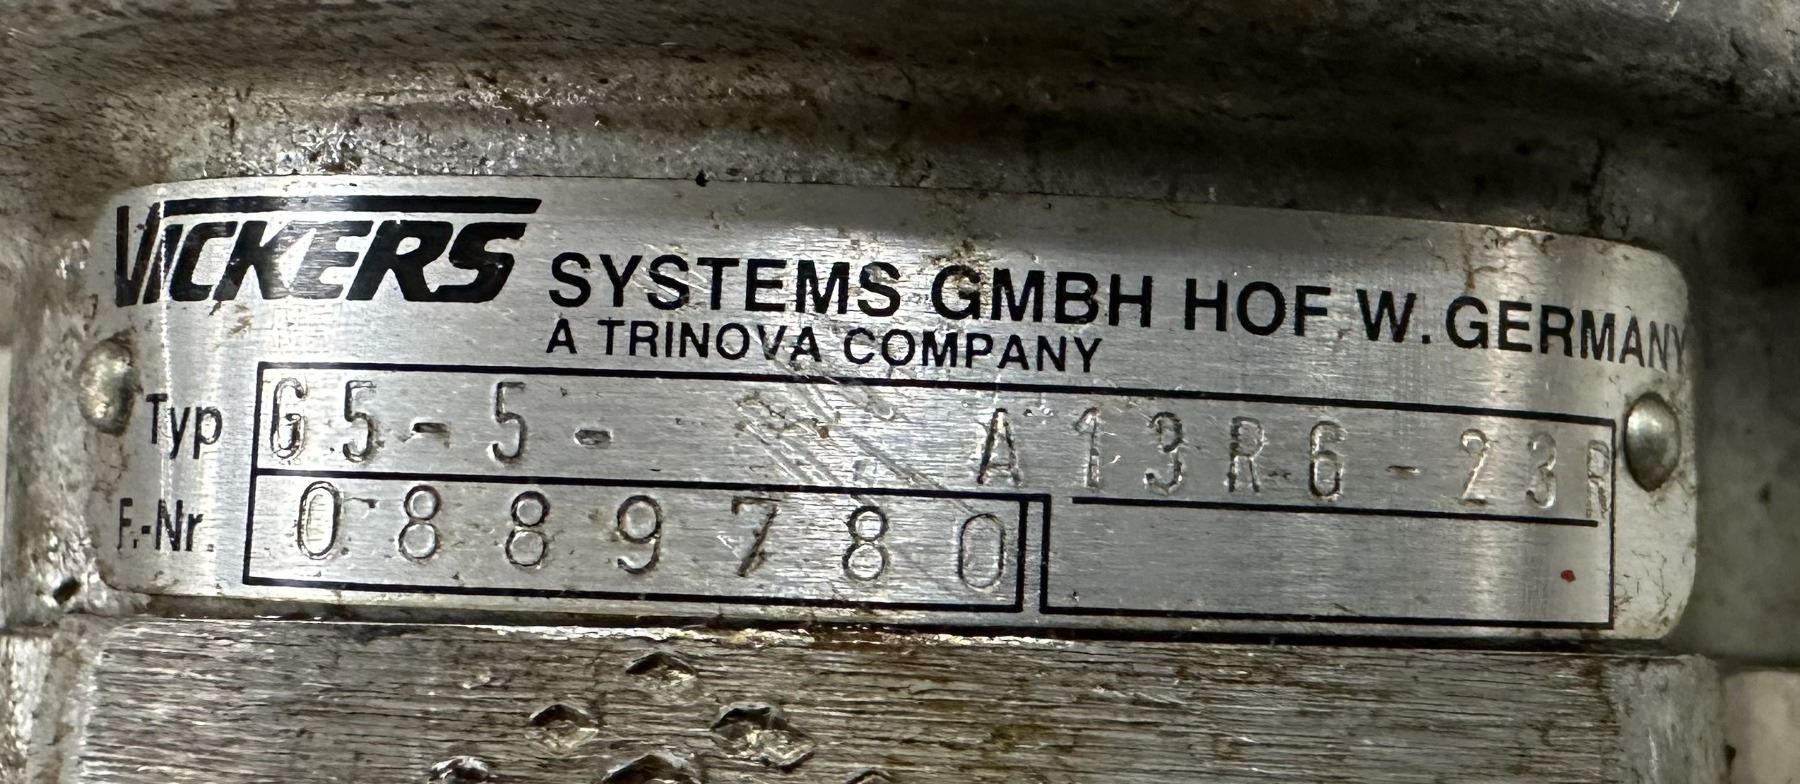 VICKERS SYSTEMS GMBH HOF W. GERMANY
A TRINOVA COMPANY
Typ G5-5- A13R6-23R
F.-Nr. 0889780